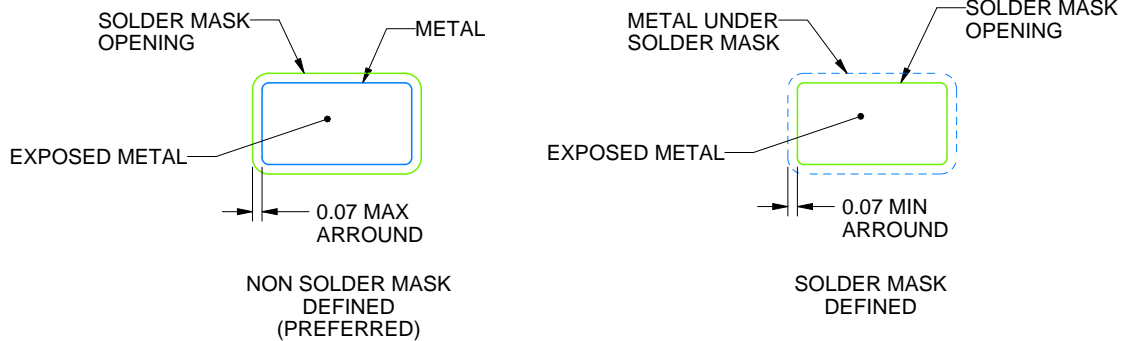 SOLDER MASK
OPENING
METAL
EXPOSED METAL
0.07 MAX
ARROUND
NON SOLDER MASK
DEFINED
(PREFERRED)
METAL UNDER
SOLDER MASK
SOLDER MASK
OPENING
EXPOSED METAL
0.07 MIN
ARROUND
SOLDER MASK
DEFINED